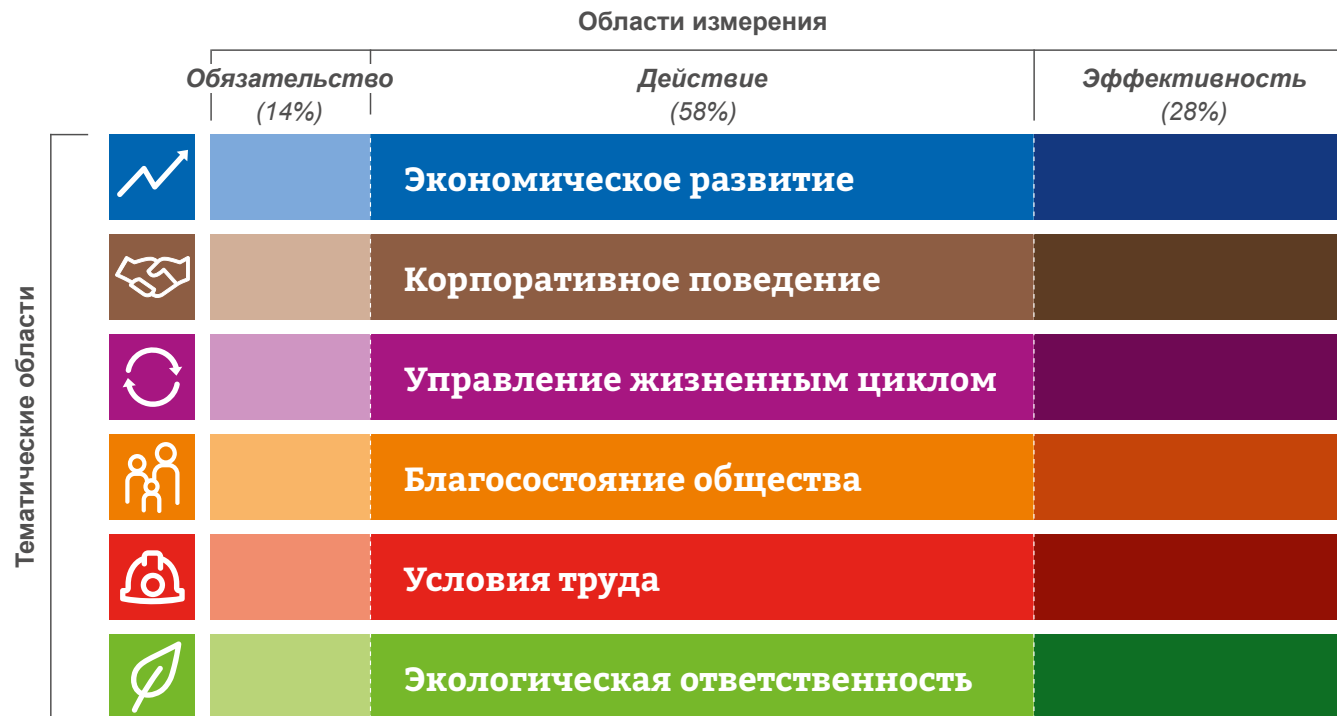 Области измерения
Обязательство
(14%)
Действие
(58%)
Эффективность
(28%)
Тематические области
Экономическое развитие
Корпоративное поведение
Управление жизненным циклом
Благосостояние общества
Условия труда
Экологическая ответственность